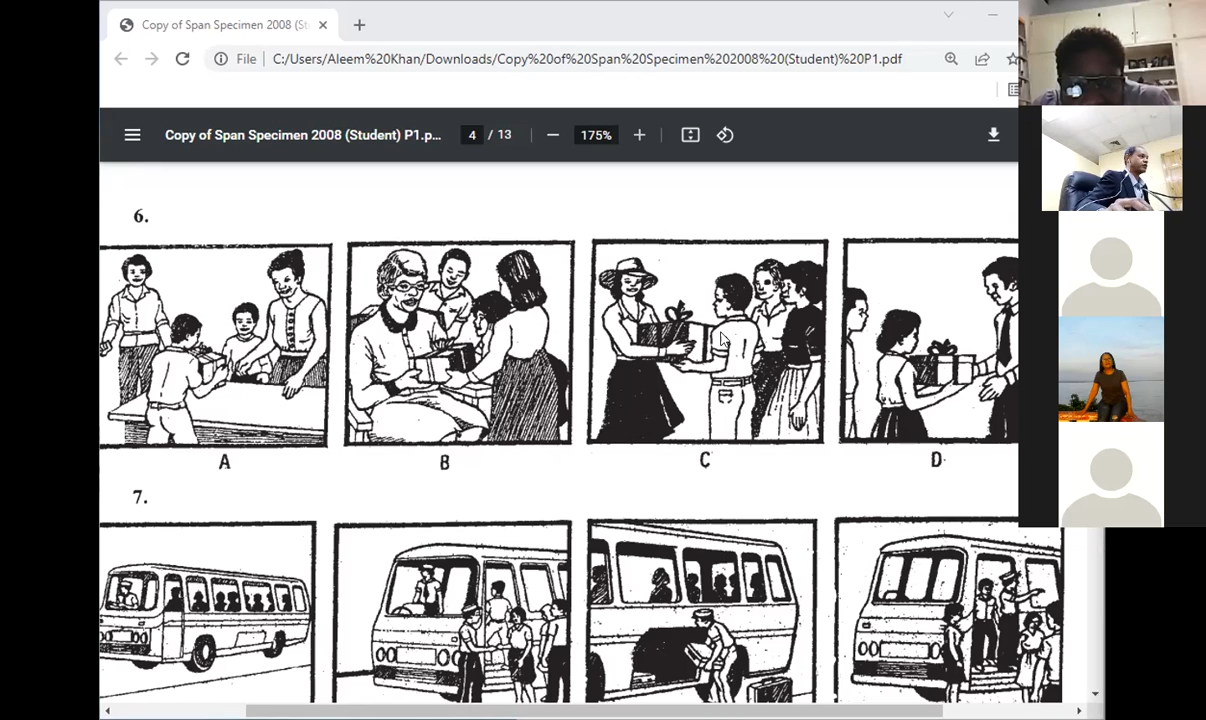 Copy of Span Specimen 2008 (St
File C:/Users/Aleem%20Khan/Downloads/Copy%20of%20Span%20Specimen%202008%20(Student)%20P1.pdf
Copy of Span Specimen 2008 (Student) P1.p... 4 / 13 175%
6.
A B C D
7.